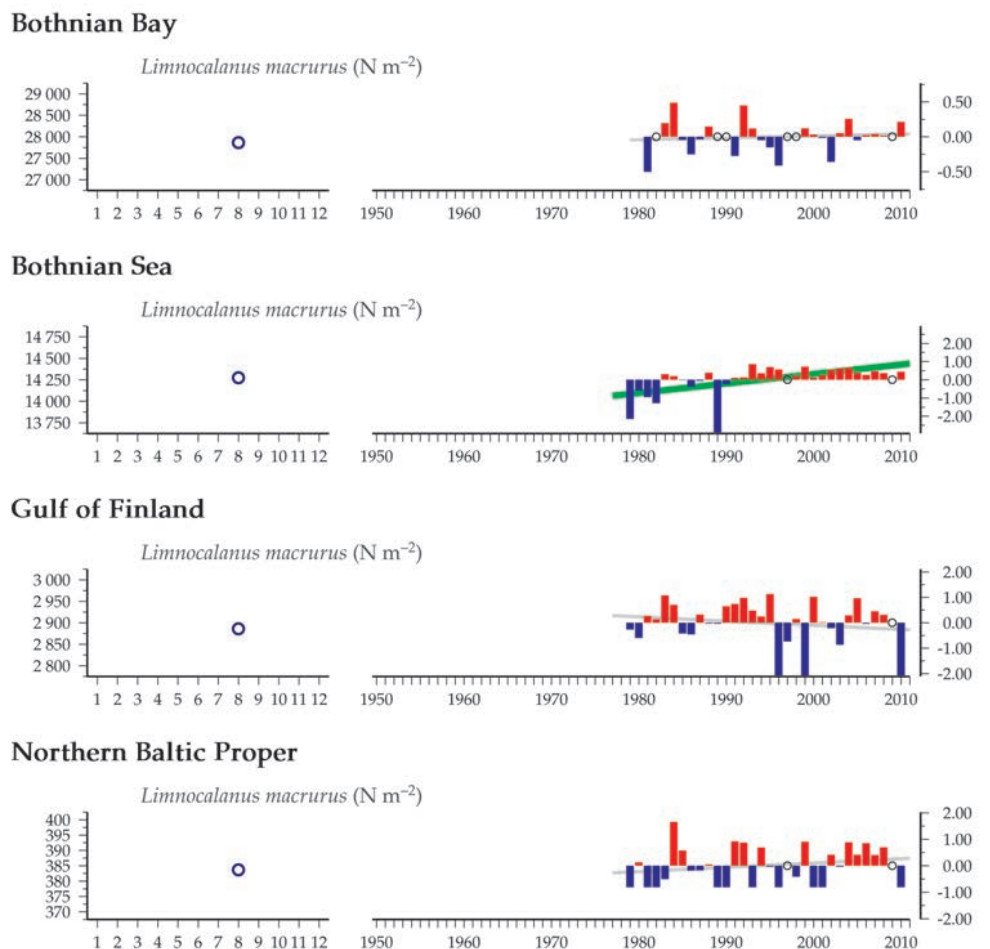 Bothnian Bay
Limnocalanus macrurus (N m⁻²)
29 000
28 500
28 000
27 500
27 000
0.50
0.00
-0.50
1 2 3 4 5 6 7 8 9 10 11 12
1950 1960 1970 1980 1990 2000 2010
Bothnian Sea
Limnocalanus macrurus (N m⁻²)
14 750
14 500
14 250
14 000
13 750
2.00
1.00
0.00
-1.00
-2.00
1 2 3 4 5 6 7 8 9 10 11 12
1950 1960 1970 1980 1990 2000 2010
Gulf of Finland
Limnocalanus macrurus (N m⁻²)
3 000
2 950
2 900
2 850
2 800
2.00
1.00
0.00
-1.00
-2.00
1 2 3 4 5 6 7 8 9 10 11 12
1950 1960 1970 1980 1990 2000 2010
Northern Baltic Proper
Limnocalanus macrurus (N m⁻²)
400
395
390
385
380
375
370
2.00
1.00
0.00
-1.00
-2.00
1 2 3 4 5 6 7 8 9 10 11 12
1950 1960 1970 1980 1990 2000 2010